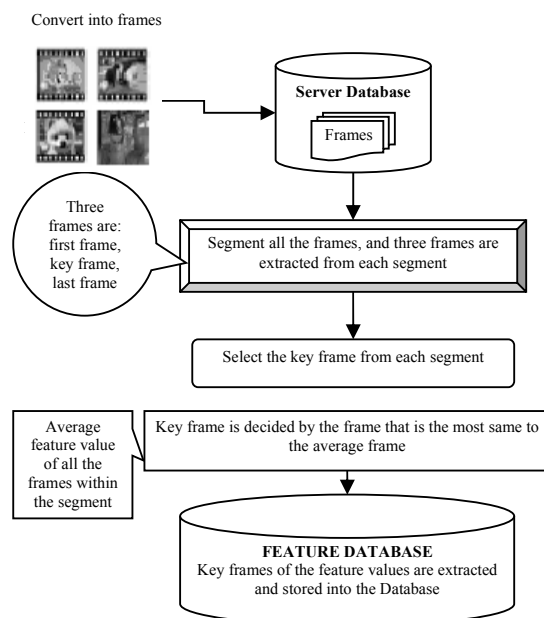 Convert into frames
Server Database
Frames
Three
frames are:
first frame,
key frame,
last frame
Segment all the frames, and three frames are
extracted from each segment
Select the key frame from each segment
Average
feature value
of all the
frames within
the segment
Key frame is decided by the frame that is the most same to
the average frame
FEATURE DATABASE
Key frames of the feature values are extracted
and stored into the Database